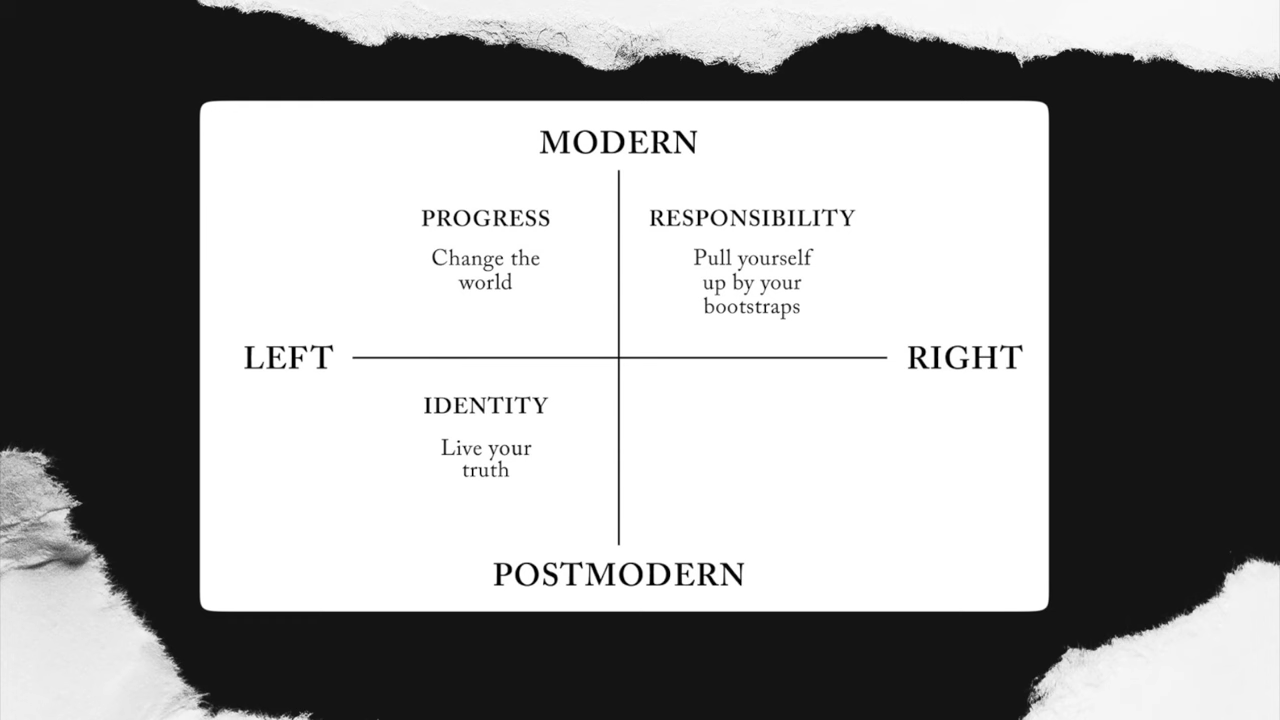 MODERN
PROGRESS
Change the
world
RESPONSIBILITY
Pull yourself
up by your
bootstraps
LEFT
RIGHT
IDENTITY
Live your
truth
POSTMODERN